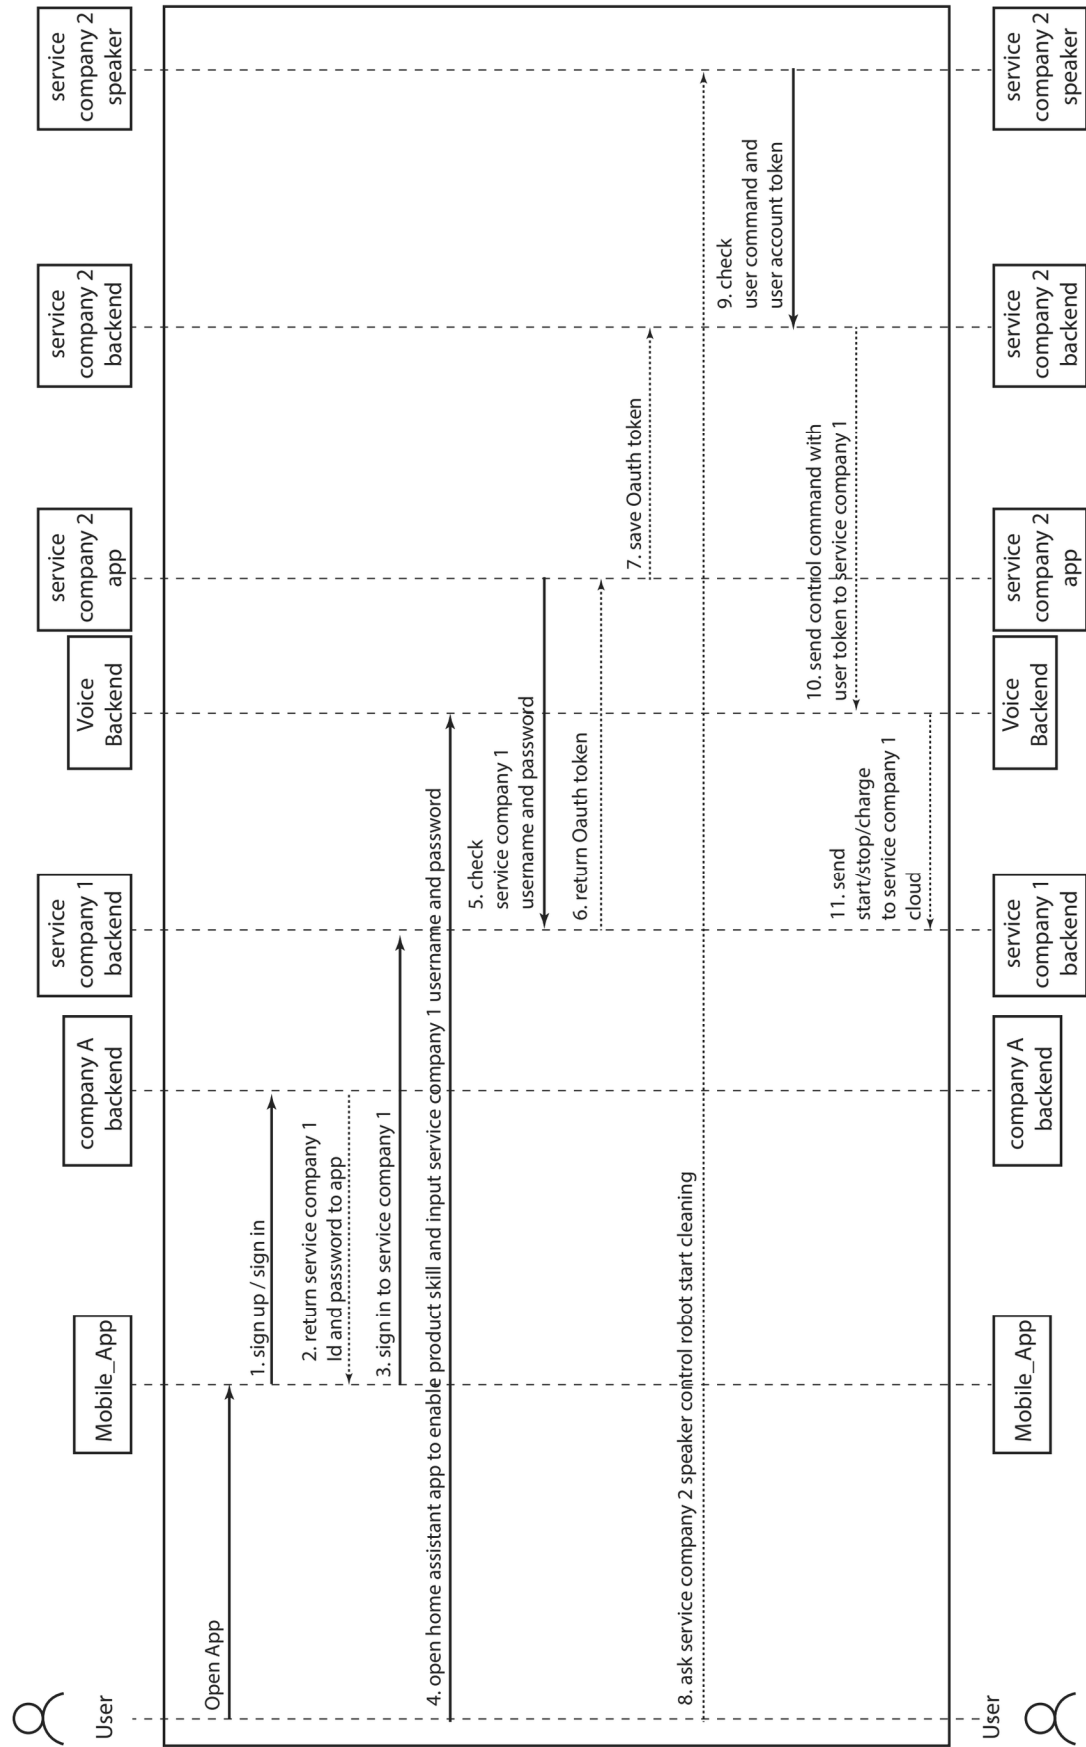 User
Mobile_App
company A
backend
service
company 1
backend
Voice
Backend
service
company 2
app
service
company 2
backend
service
company 2
speaker
Open App
1. sign up / sign in
2. return service company 1
Id and password to app
3. sign in to service company 1
4. open home assistant app to enable product skill and input service company 1 username and password
5. check
service company 1
username and password
6. return Oauth token
7. save Oauth token
8. ask service company 2 speaker control robot start cleaning
9. check
user command and
user account token
10. send control command with
user token to service company 1
11. send
start/stop/charge
to service company 1
cloud
User
Mobile_App
company A
backend
service
company 1
backend
Voice
Backend
service
company 2
app
service
company 2
backend
service
company 2
speaker